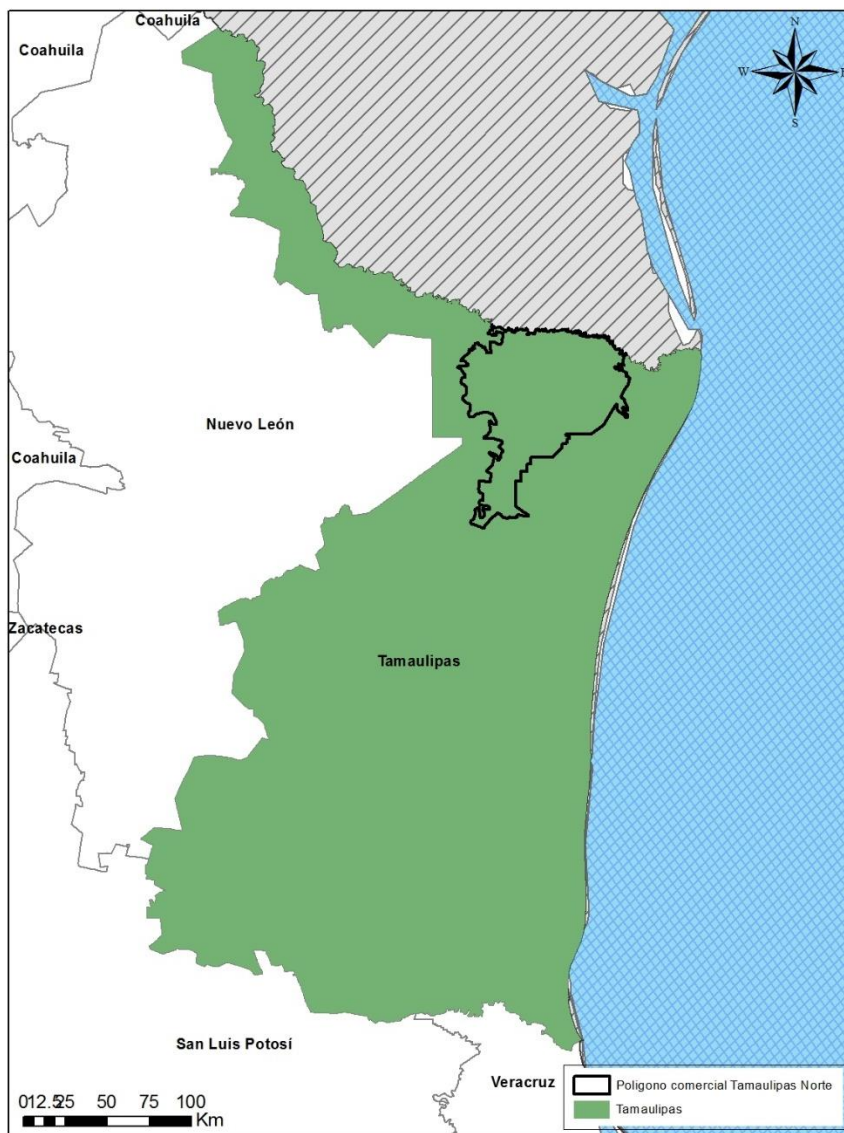 Coahuila
Coahuila
N
W
E
S
Nuevo León
Coahuila
Zacatecas
Tamaulipas
San Luis Potosí
Veracruz
Poligono comercial Tamaulipas Norte
Tamaulipas
012.525 50 75 100
Km